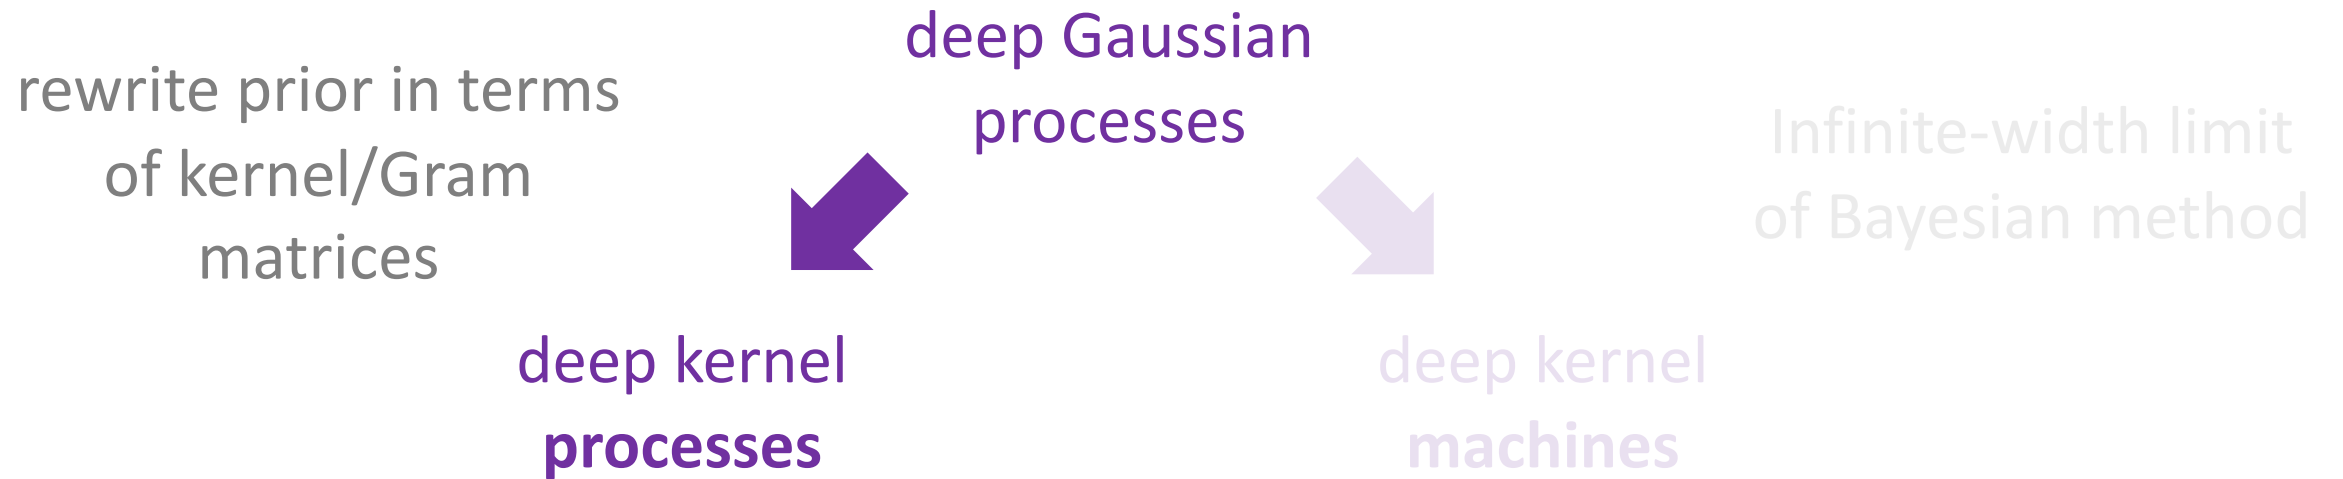 deep Gaussian
processes
rewrite prior in terms
of kernel/Gram
matrices
Infinite-width limit
of Bayesian method
deep kernel
processes
deep kernel
machines